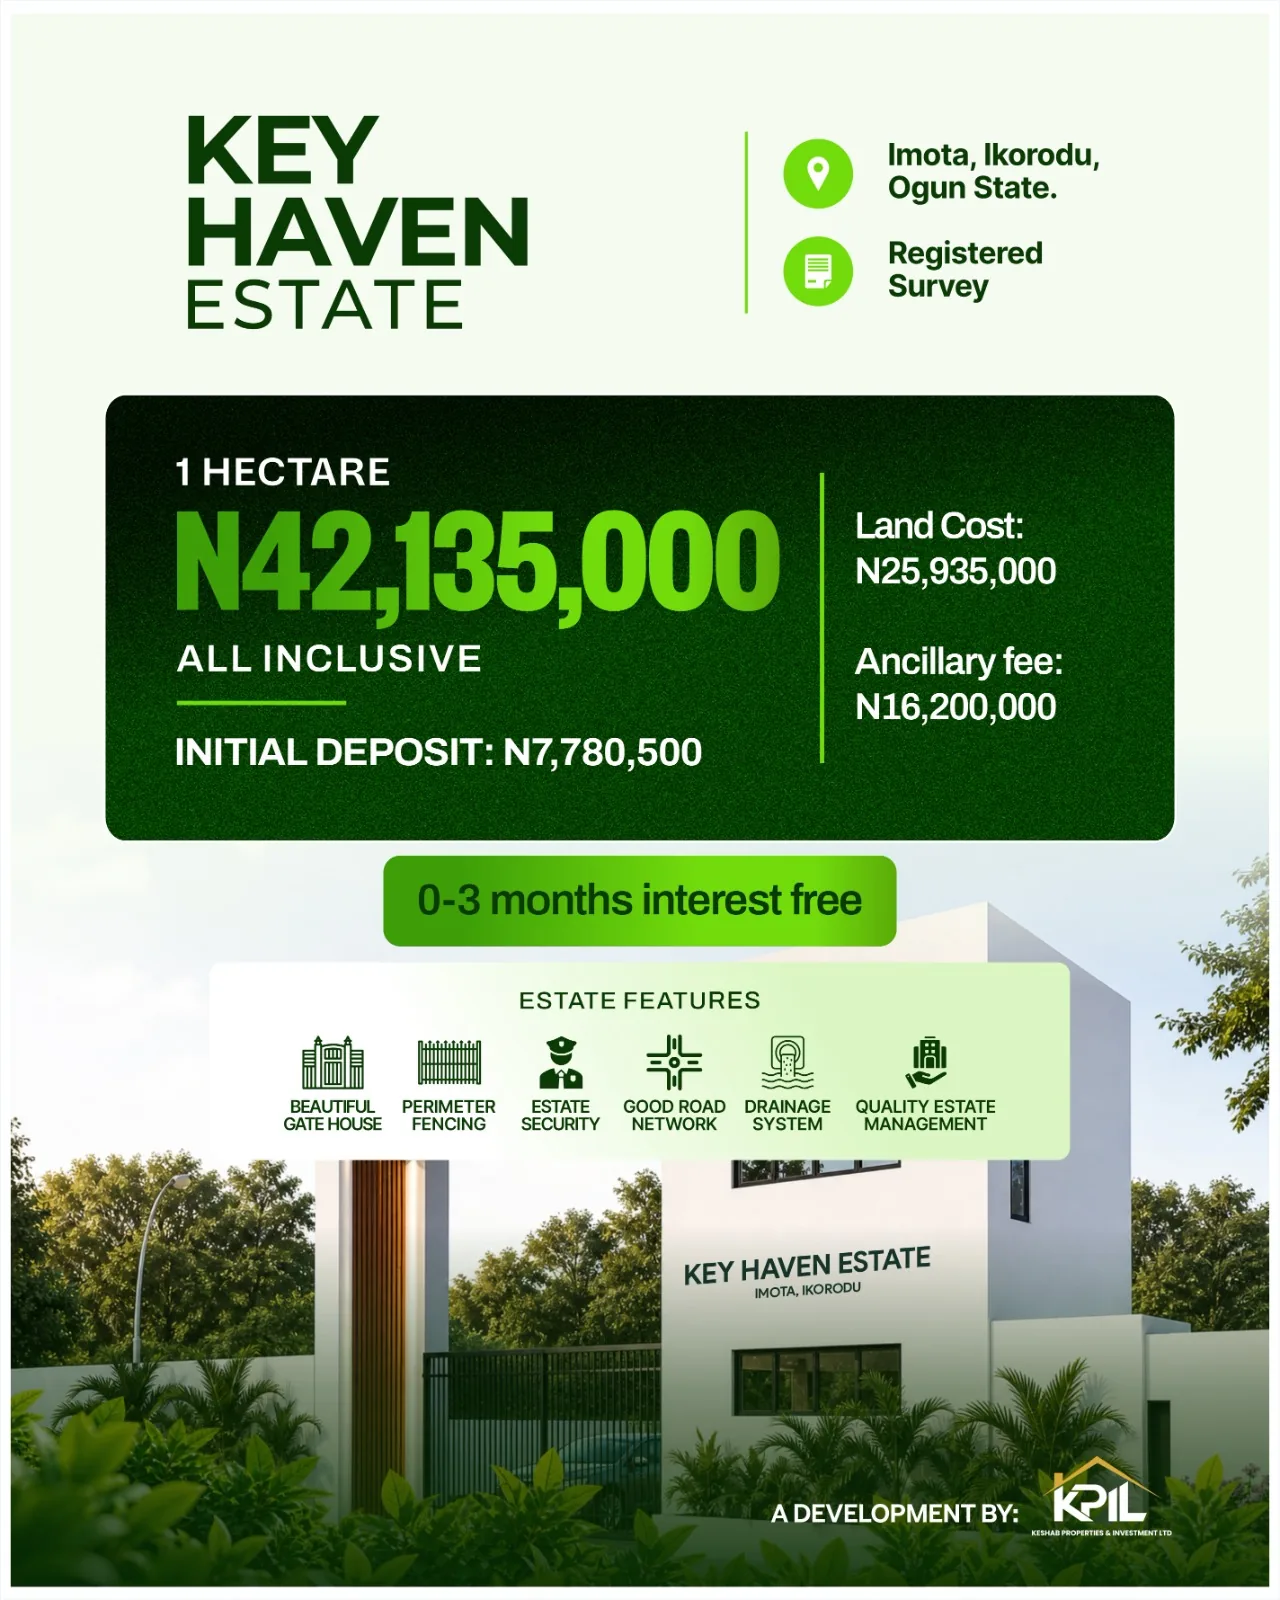 KEY
HAVEN
ESTATE
Imota, Ikorodu,
Ogun State.
Registered
Survey
1 HECTARE
N42,135,000
ALL INCLUSIVE
INITIAL DEPOSIT: N7,780,500
Land Cost:
N25,935,000
Ancillary fee:
N16,200,000
0-3 months interest free
ESTATE FEATURES
BEAUTIFUL
GATE HOUSE
PERIMETER
FENCING
ESTATE
SECURITY
GOOD ROAD
NETWORK
DRAINAGE
SYSTEM
QUALITY ESTATE
MANAGEMENT
KEY HAVEN ESTATE
IMOTA, IKORODU
A DEVELOPMENT BY:
KPIL
KESHAB PROPERTIES & INVESTMENT LTD